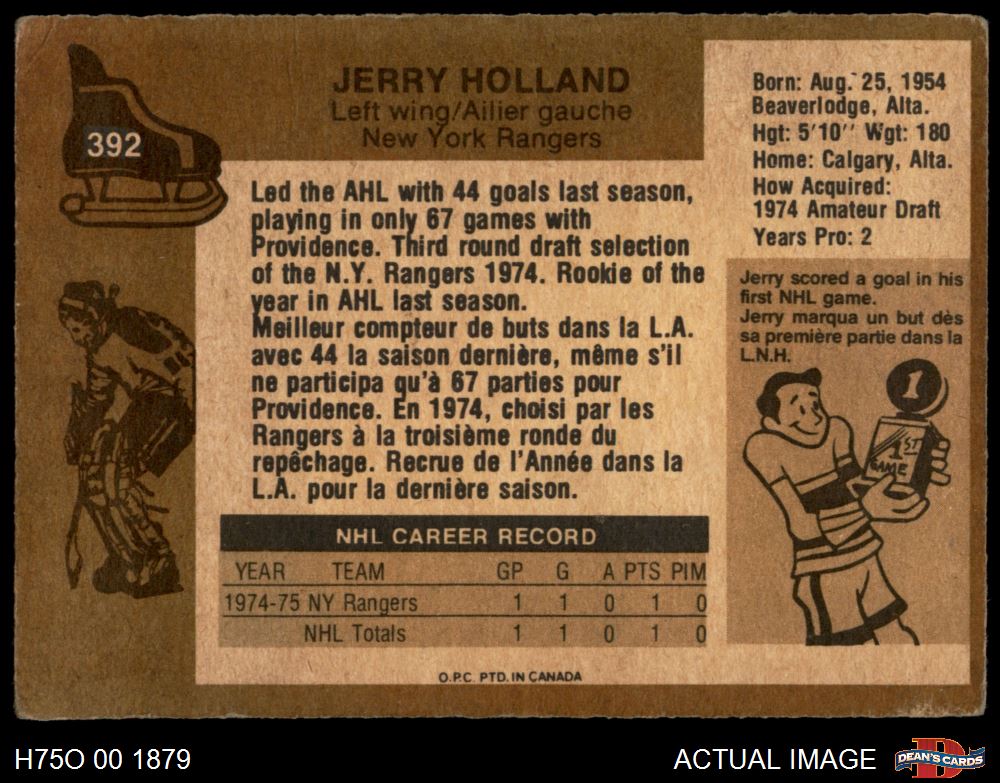 392
JERRY HOLLAND
Left wing/Ailier gauche
New York Rangers
Led the AHL with 44 goals last season,
playing in only 67 games with
Providence. Third round draft selection
of the N.Y. Rangers 1974. Rookie of the
year in AHL last season.
Meilleur compteur de buts dans la L.A.
avec 44 la saison dernière, même s'il
ne participa qu'à 67 parties pour
Providence. En 1974, choisi par les
Rangers à la troisième ronde du
repêchage. Recrue de l'Année dans la
L.A. pour la dernière saison.
Born: Aug. 25, 1954
Beaverlodge, Alta.
Hgt: 5'10'' Wgt: 180
Home: Calgary, Alta.
How Acquired:
1974 Amateur Draft
Years Pro: 2
Jerry scored a goal in his
first NHL game.
Jerry marqua un but dès
sa première partie dans la
L.N.H.
1
1ST
GAME
NHL CAREER RECORD
YEAR TEAM GP G A PTS PIM
1974-75 NY Rangers 1 1 0 1 0
NHL Totals 1 1 0 1 0
O.P.C. PTD. IN CANADA
H75O 00 1879
ACTUAL IMAGE
D
DEAN'S CARDS